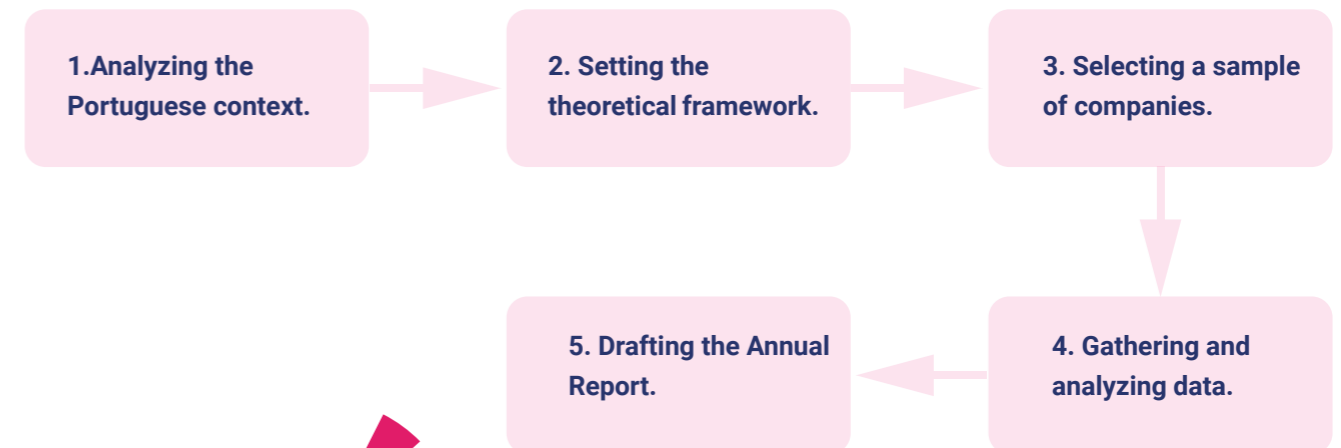 1.Analyzing the
Portuguese context.
2. Setting the
theoretical framework.
3. Selecting a sample
of companies.
4. Gathering and
analyzing data.
5. Drafting the Annual
Report.